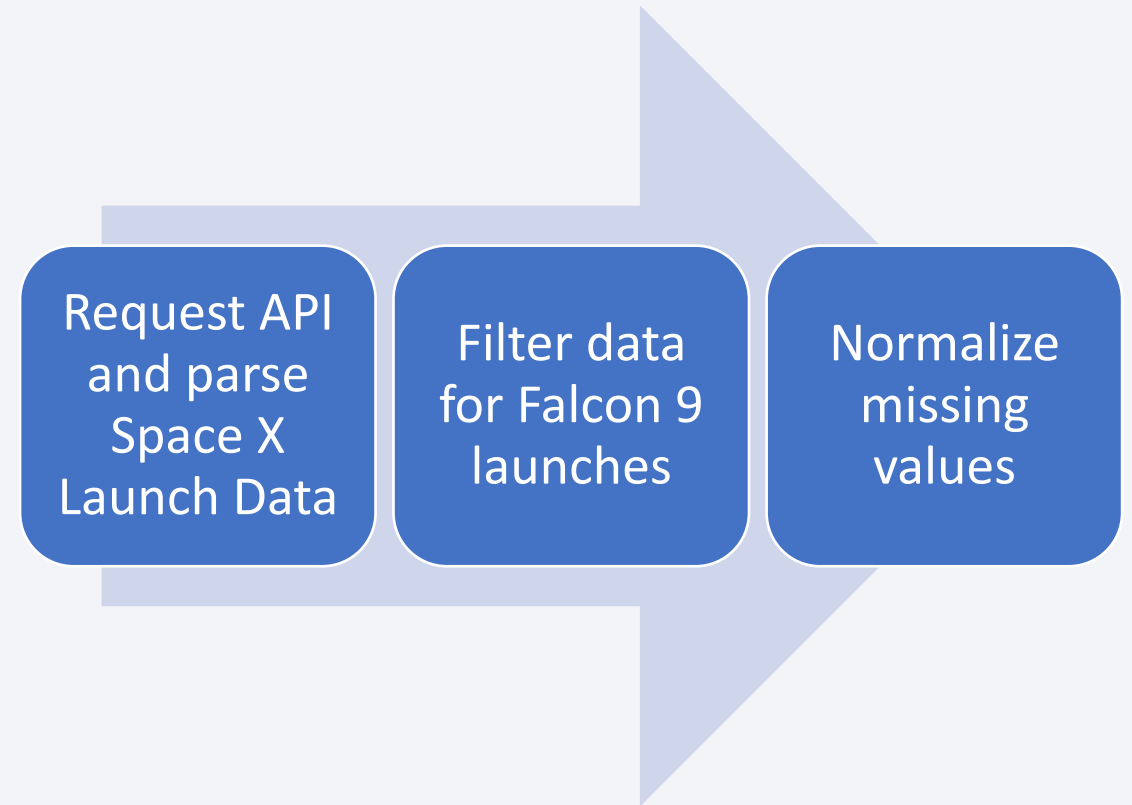 Request API
and parse
Space X
Launch Data
Filter data
for Falcon 9
launches
Normalize
missing
values